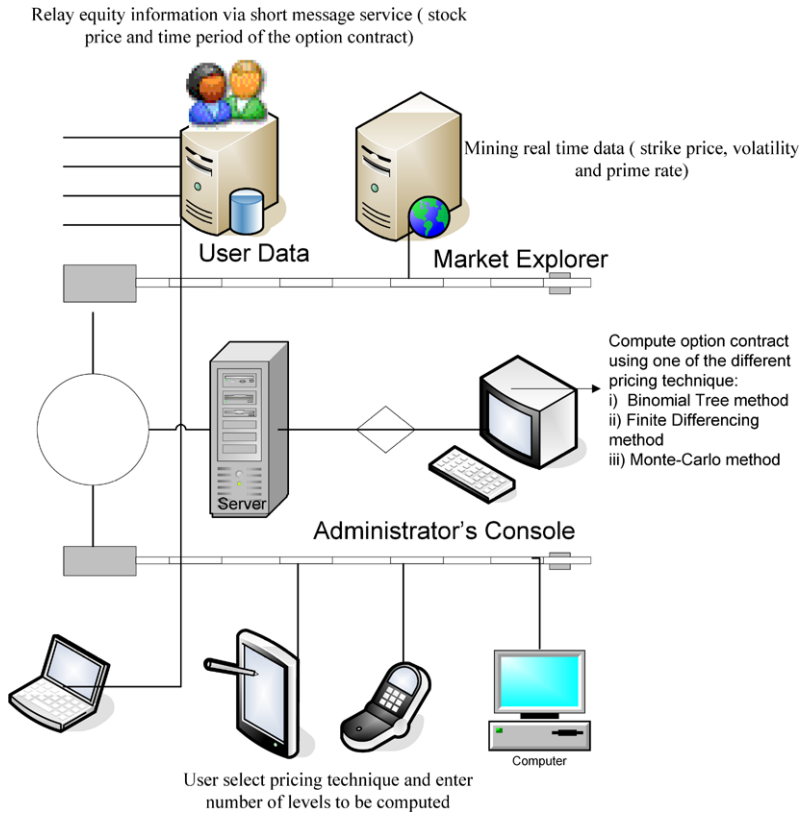 Relay equity information via short message service ( stock
price and time period of the option contract)
Mining real time data ( strike price, volatility
and prime rate)
User Data
Market Explorer
Compute option contract
using one of the different
pricing technique:
i) Binomial Tree method
ii) Finite Differencing
method
iii) Monte-Carlo method
Server
Administrator's Console
Computer
User select pricing technique and enter
number of levels to be computed